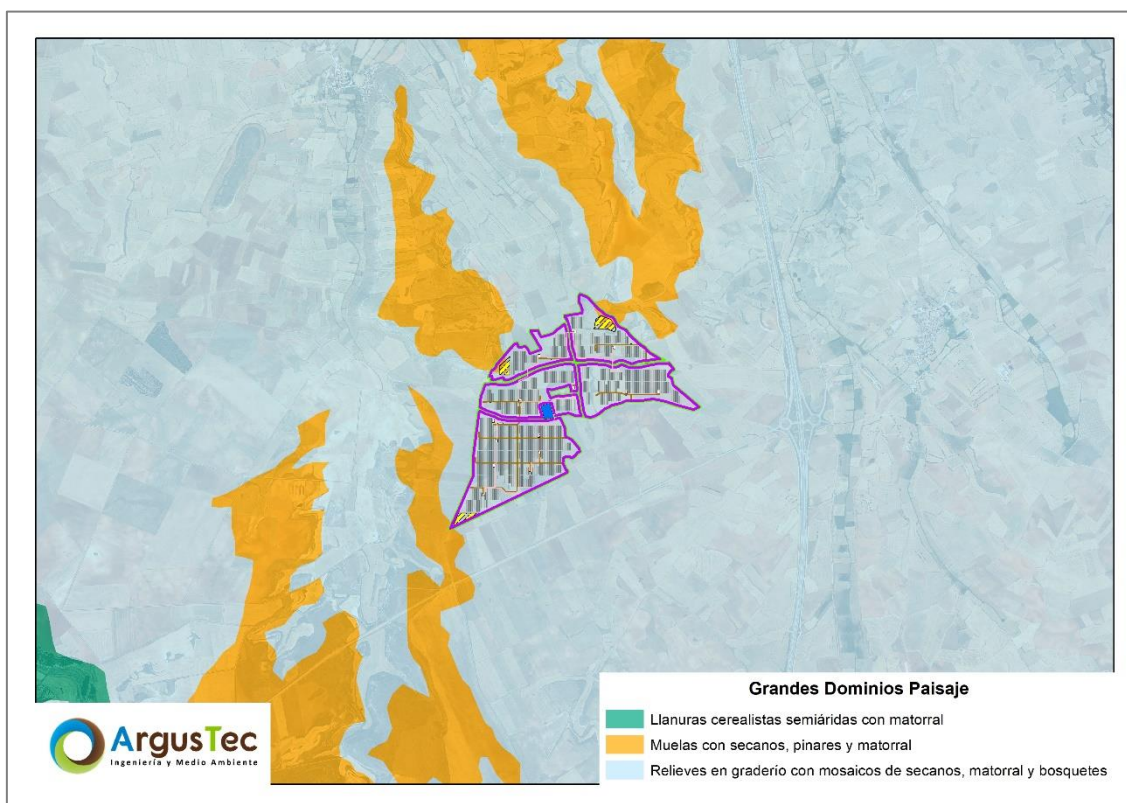 Grandes Dominios Paisaje
Llanuras cerealistas semiáridas con matorral
Muelas con secanos, pinares y matorral
Relieves en graderío con mosaicos de secanos, matorral y bosquetes
ArgusTec
Ingeniería y Medio Ambiente